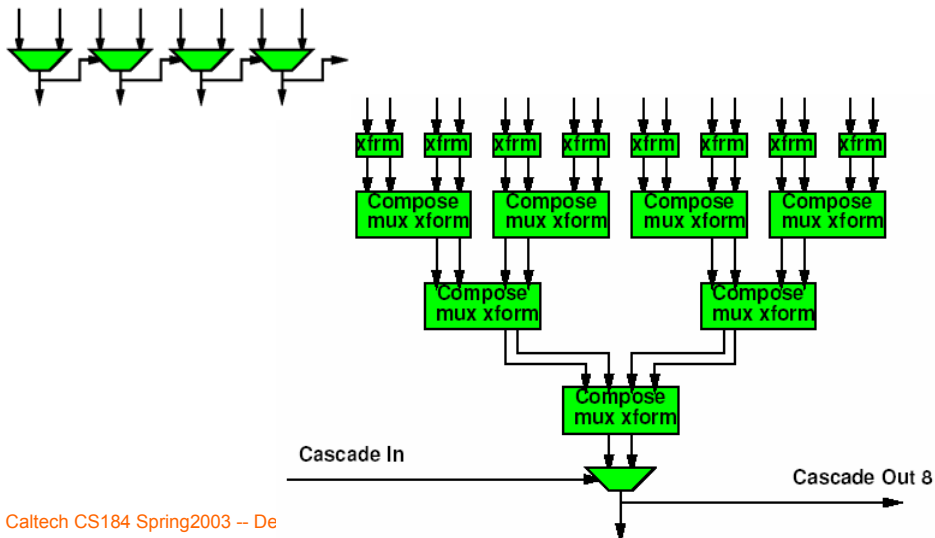 xfrm xfrm xfrm xfrm xfrm xfrm xfrm xfrm
Compose Compose Compose Compose
mux xform mux xform mux xform mux xform
Compose Compose
mux xform mux xform
Compose
mux xform
Cascade In
Cascade Out 8
Caltech CS184 Spring2003 -- De